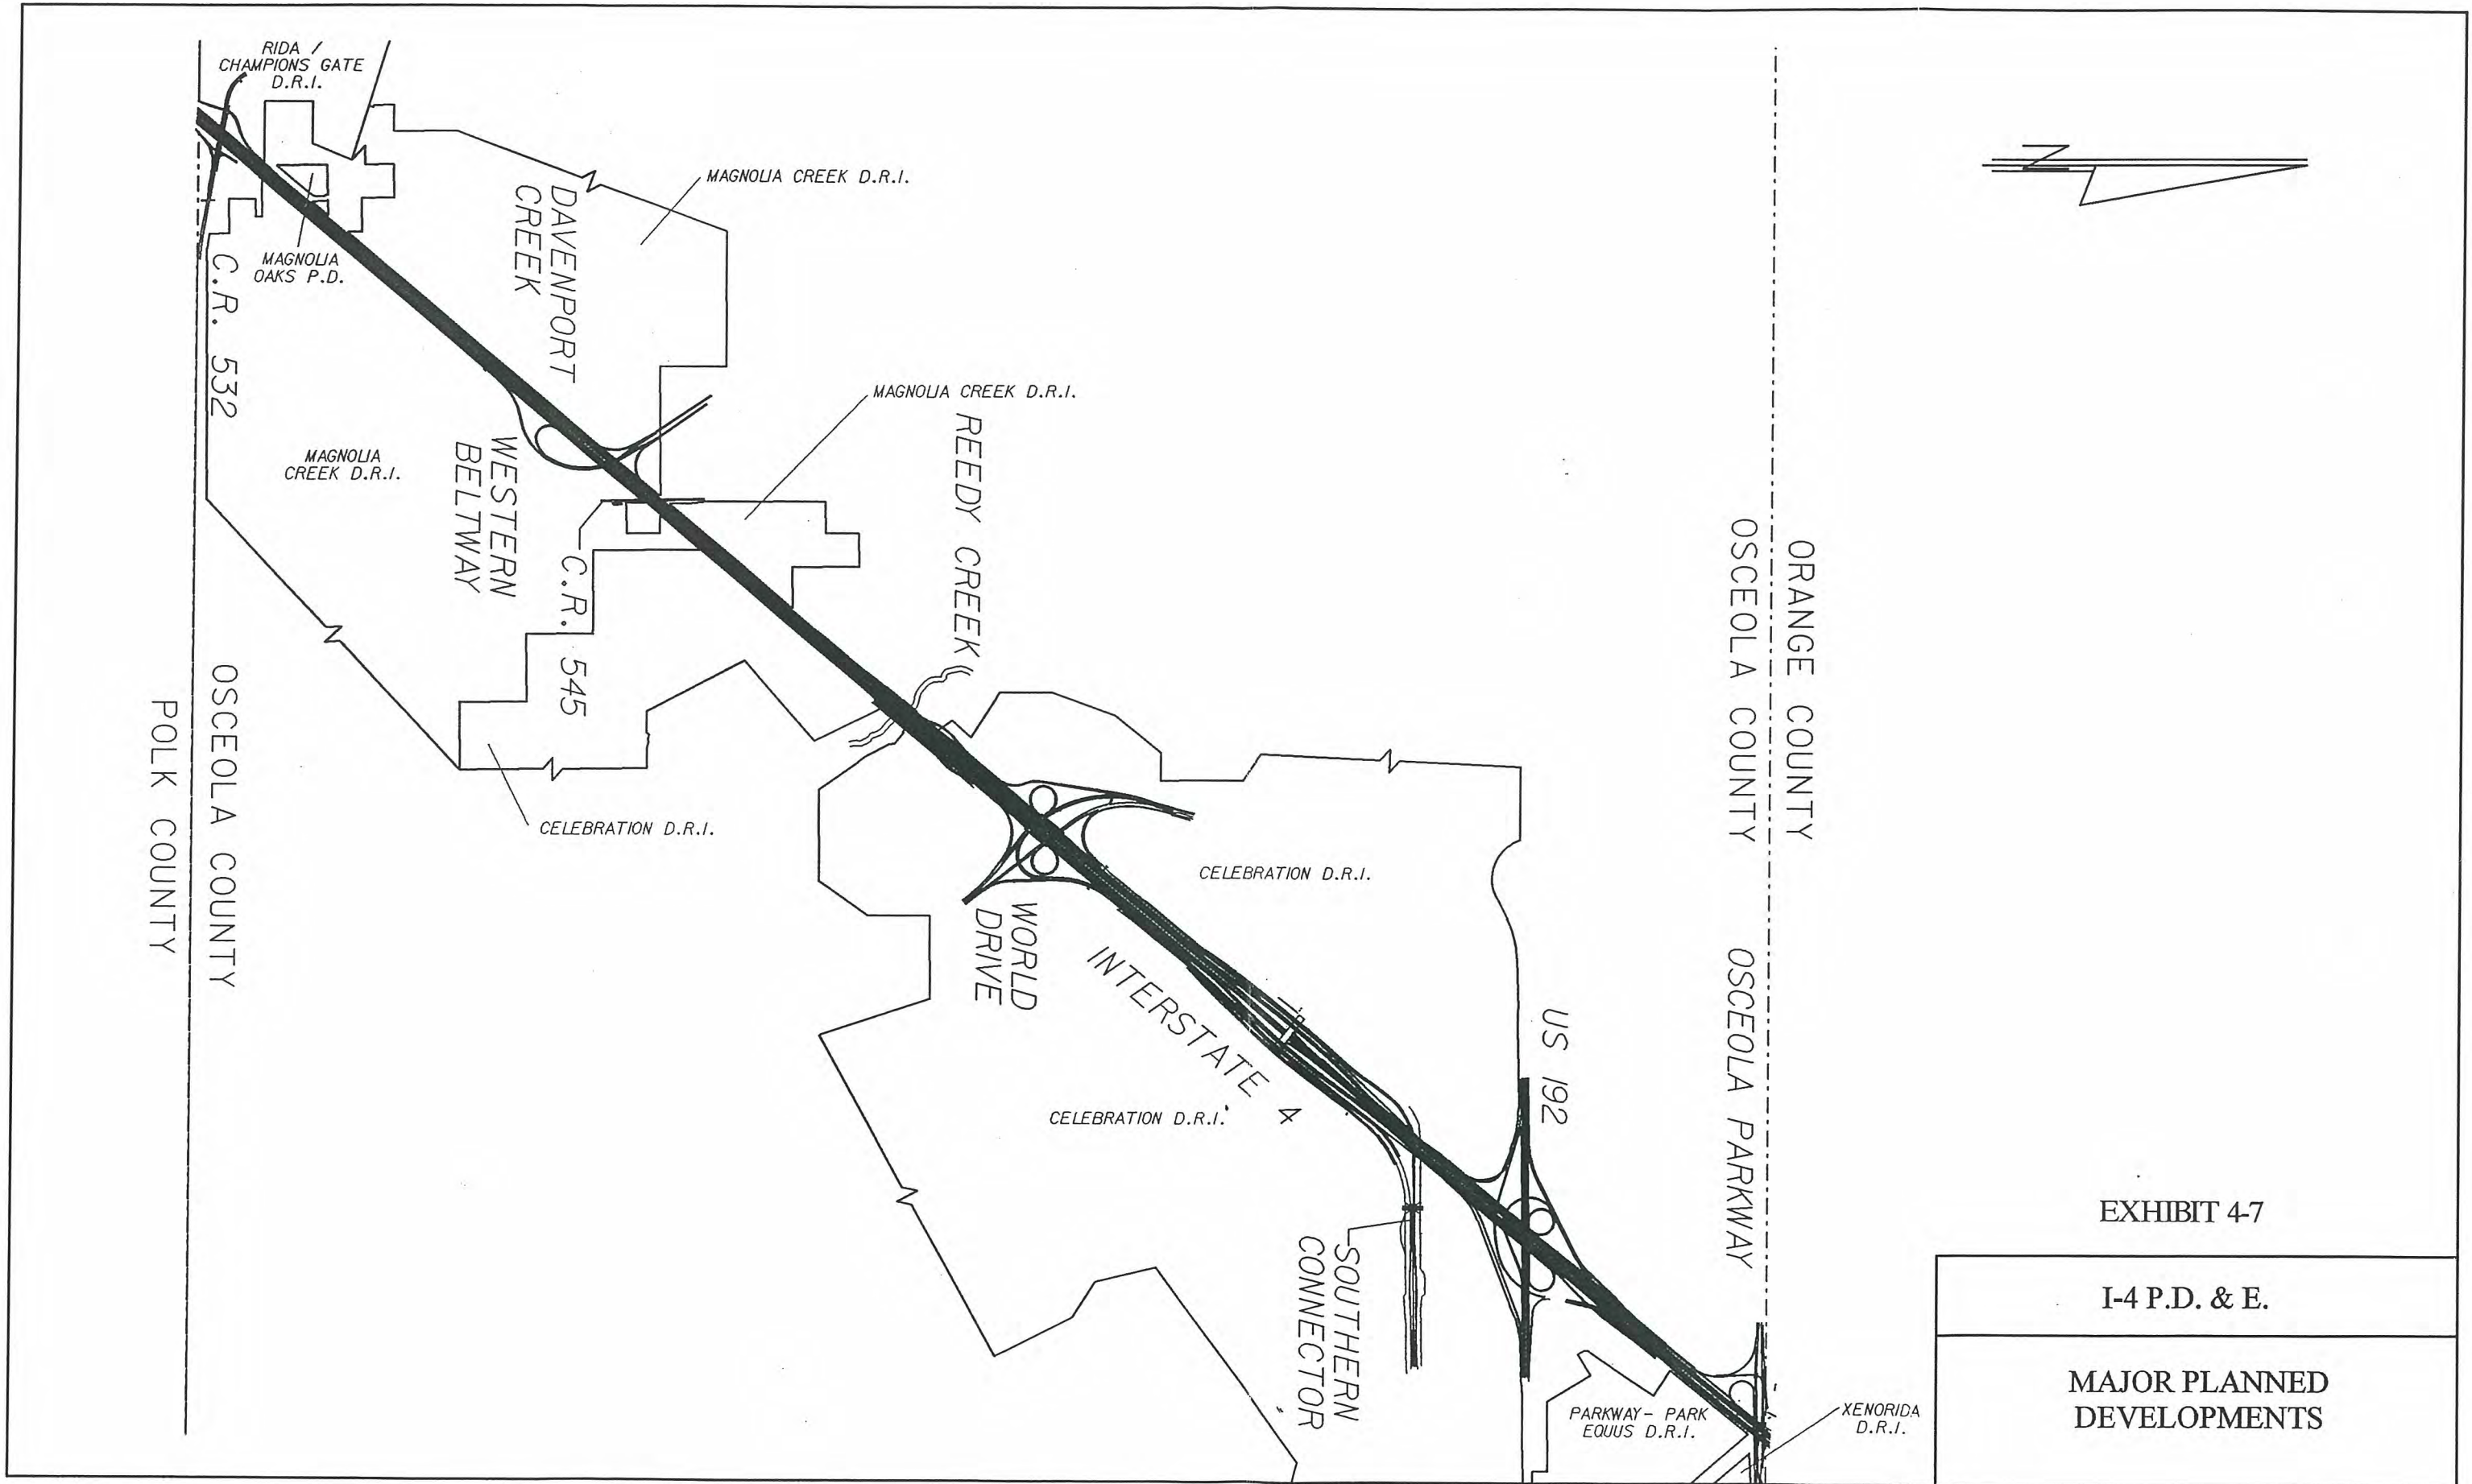 RIDA /
CHAMPIONS GATE
D.R.I.
MAGNOLIA CREEK D.R.I.
DAVENPORT
CREEK
MAGNOLIA
OAKS P.D.
C.R. 532
MAGNOLIA CREEK D.R.I.
REEDY CREEK
MAGNOLIA
CREEK D.R.I.
WESTERN
BELTWAY
C.R. 545
ORANGE COUNTY
OSCEOLA COUNTY
OSCEOLA COUNTY
POLK COUNTY
CELEBRATION D.R.I.
CELEBRATION D.R.I.
WORLD
DRIVE
INTERSTATE 4
OSCEOLA PARKWAY
US 192
CELEBRATION D.R.I.
SOUTHERN
CONNECTOR
PARKWAY- PARK
EQUUS D.R.I.
XENORIDA
D.R.I.
N
EXHIBIT 4-7
I-4 P.D. & E.
MAJOR PLANNED
DEVELOPMENTS